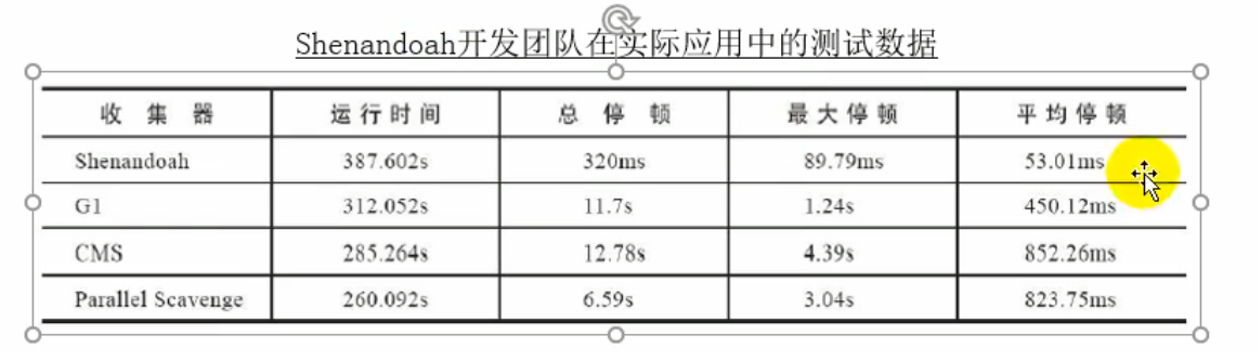 Shenandoah开发团队在实际应用中的测试数据
收集器 运行时间 总停顿 最大停顿 平均停顿
Shenandoah 387.602s 320ms 89.79ms 53.01ms
G1 312.052s 11.7s 1.24s 450.12ms
CMS 285.264s 12.78s 4.39s 852.26ms
Parallel Scavenge 260.092s 6.59s 3.04s 823.75ms